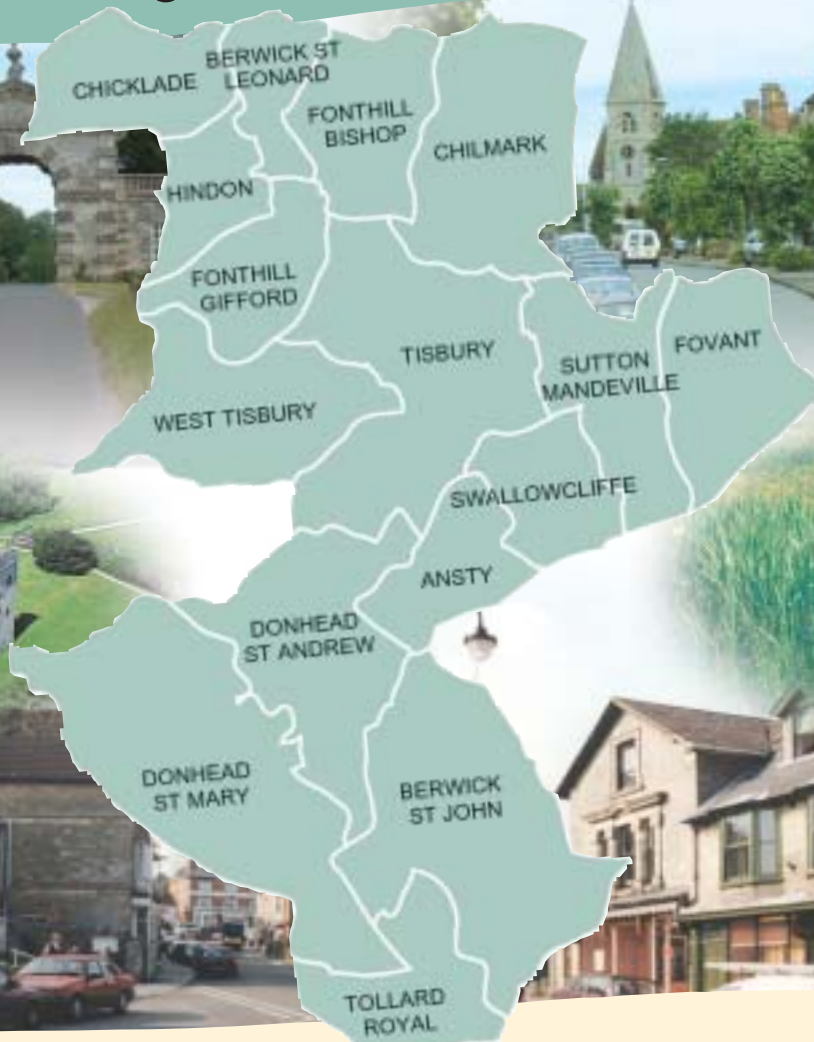 CHICKLADE
BERWICK ST
LEONARD
FONTHILL
BISHOP
CHILMARK
HINDON
FONTHILL
GIFFORD
TISBURY
SUTTON
MANDEVILLE
FOVANT
WEST TISBURY
SWALLOWCLIFFE
ANSTY
DONHEAD
ST ANDREW
DONHEAD
ST MARY
BERWICK
ST JOHN
TOLLARD
ROYAL